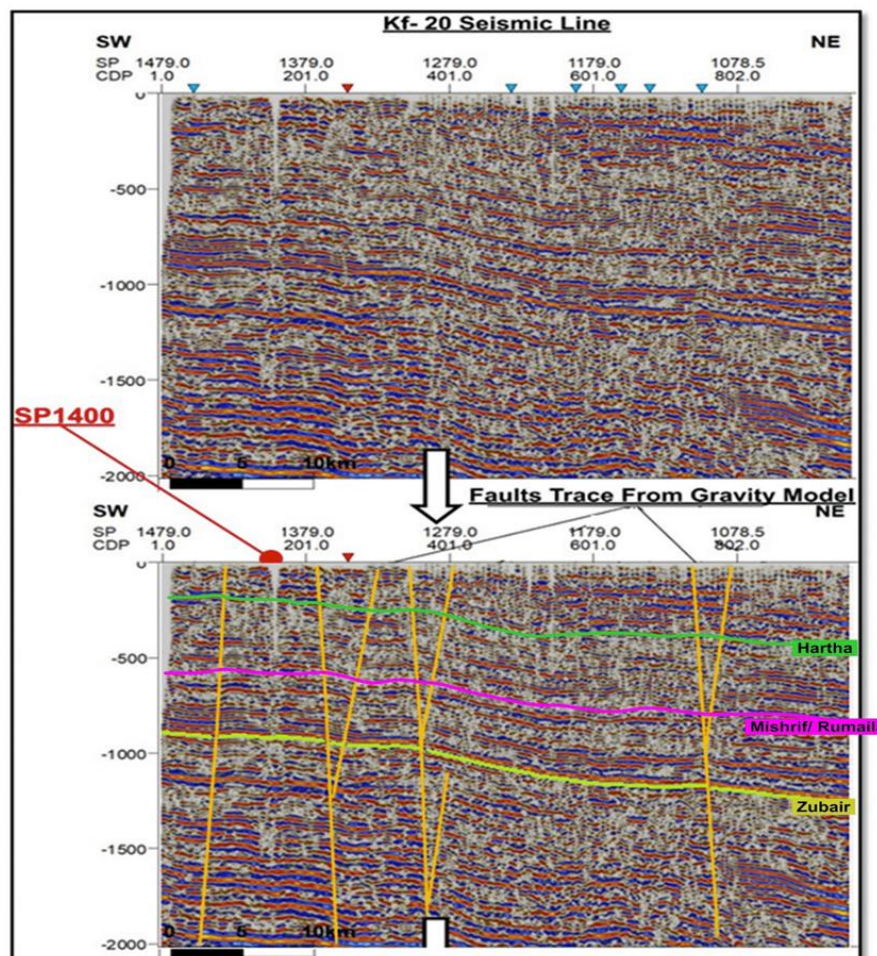 Kf- 20 Seismic Line
SW NE
SP 1479.0 1379.0 1279.0 1179.0 1078.5
CDP 1.0 201.0 401.0 601.0 802.0
0
-500
-1000
-1500
SP1400
-2000
0 5 10km
Faults Trace From Gravity Model
SW NE
SP 1479.0 1379.0 1279.0 1179.0 1078.5
CDP 1.0 201.0 401.0 601.0 802.0
0
Hartha
-500
Mishrif/ Rumail
-1000
Zubair
-1500
0 5 10km
-2000